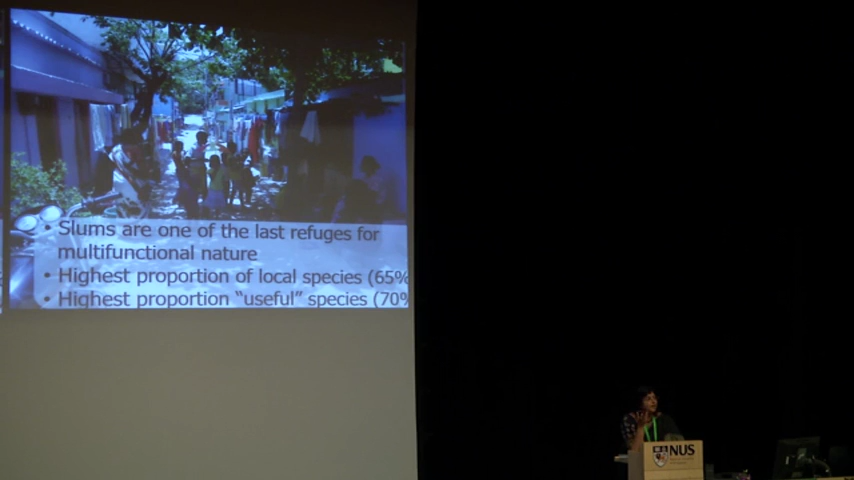 • Slums are one of the last refuges for
multifunctional nature
• Highest proportion of local species (65%
• Highest proportion “useful” species (70%
NUS